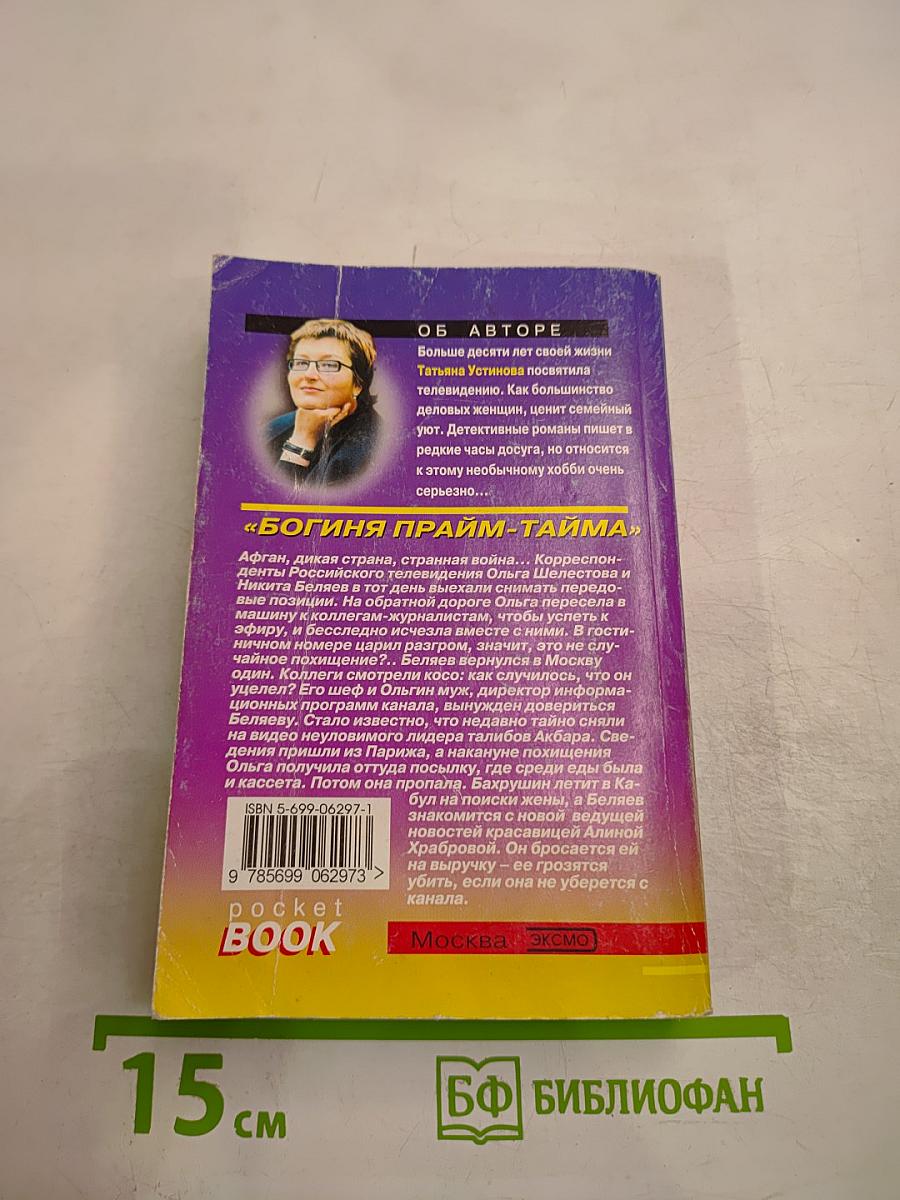 ОБ АВТОРЕ
Больше десяти лет своей жизни
Татьяна Устинова посвятила
телевидению. Как большинство
деловых женщин, ценит семейный
уют. Детективные романы пишет в
редкие часы досуга, но относится
к этому необычному хобби очень
серьезно...
«БОГИНЯ ПРАЙМ-ТАЙМА»
Афган, дикая страна, странная война... Корреспон-
денты Российского телевидения Ольга Шелестова и
Никита Беляев в тот день выехали снимать передо-
вые позиции. На обратной дороге Ольга пересела в
машину к коллегам-журналистам, чтобы успеть к
эфиру, и бесследно исчезла вместе с ними. В гости-
ничном номере царил разгром, значит, это не слу-
чайное похищение?.. Беляев вернулся в Москву
один. Коллеги смотрели косо: как случилось, что он
уцелел? Его шеф и Ольгин муж, директор информа-
ционных программ канала, вынужден довериться
Беляеву. Стало известно, что недавно тайно сняли
на видео неуловимого лидера талибов Акбара. Све-
дения пришли из Парижа, а накануне похищения
Ольга получила оттуда посылку, где среди еды была
и кассета. Потом она пропала. Бахрушин летит в Ка-
бул на поиски жены, а Беляев
знакомится с новой ведущей
новостей красавицей Алиной
Храбровой. Он бросается ей
на выручку – ее грозятся
убить, если она не уберется с
канала.
ISBN 5-699-06297-1
9 785699 062973 >
pocket
BOOK
Москва ЭКСМО
15 см
БФ БИБЛИОФАН